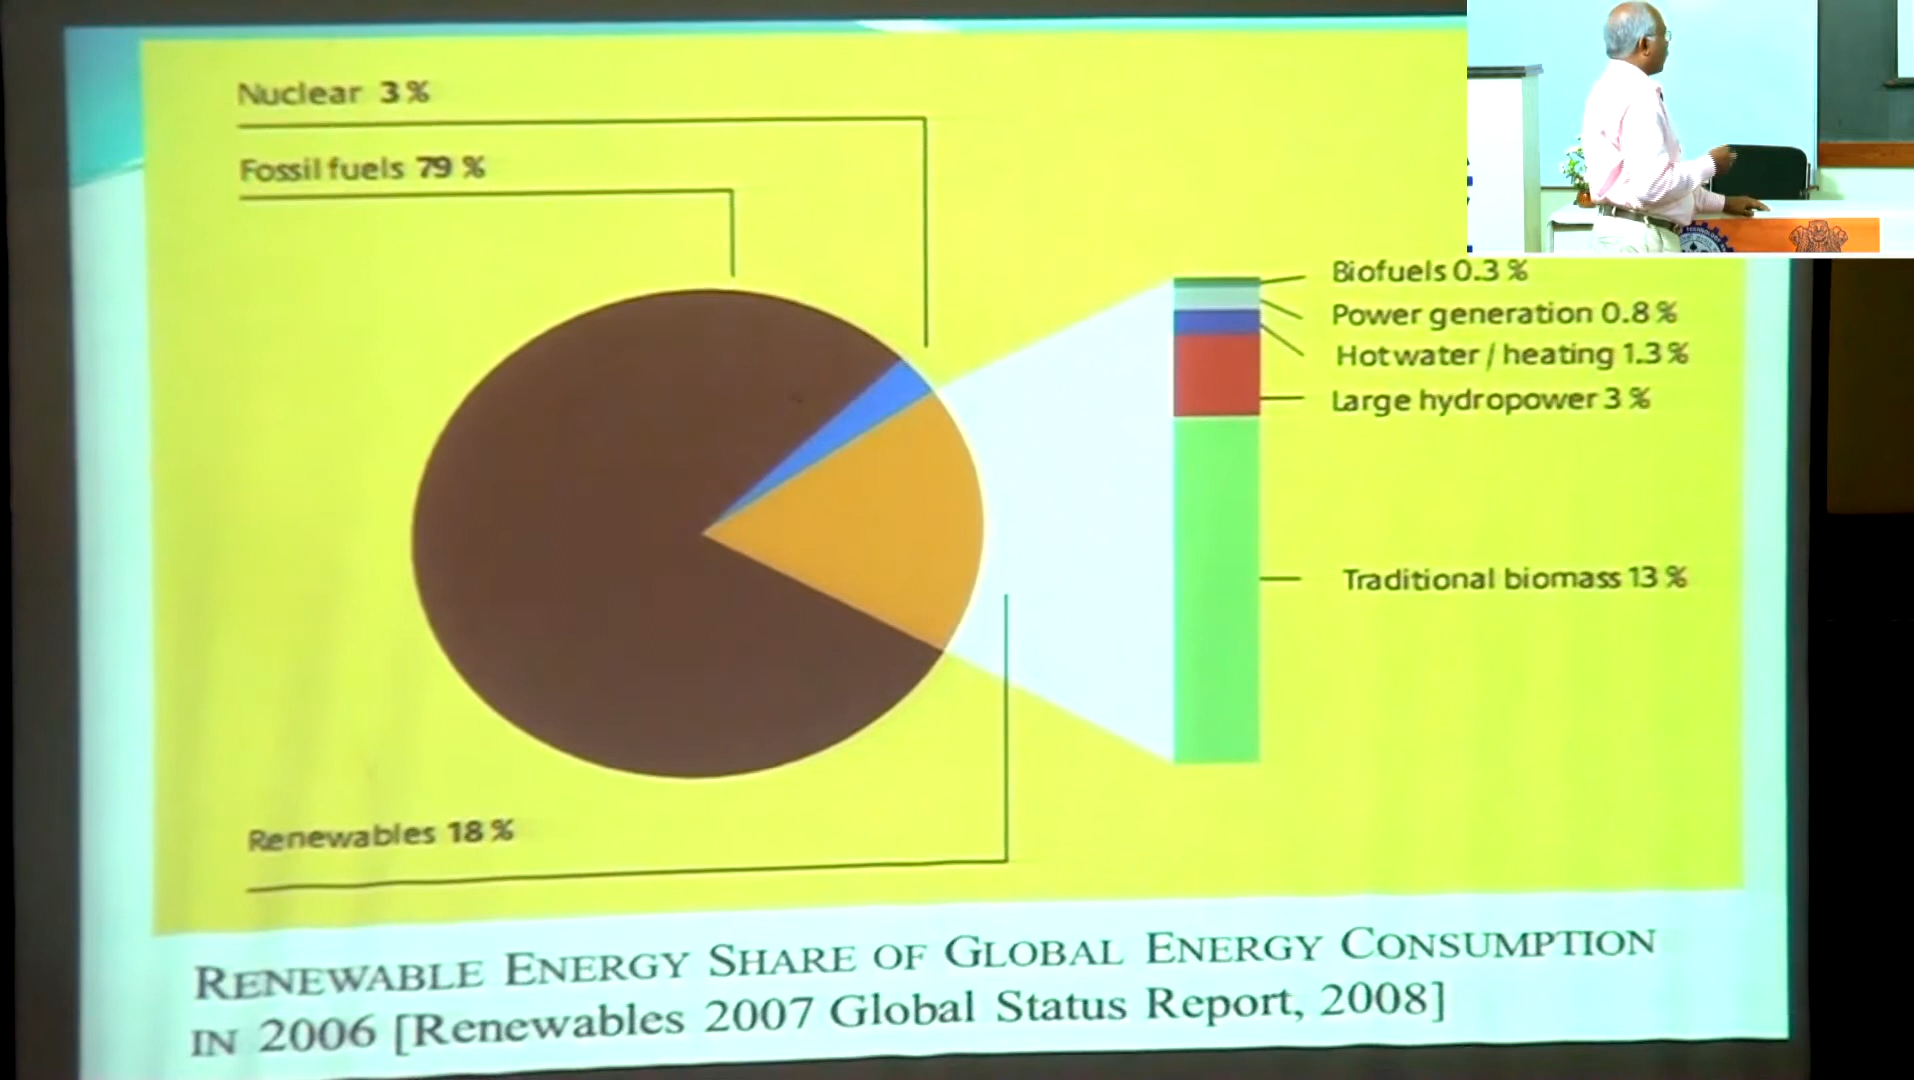 Nuclear 3%
Fossil fuels 79 %
Biofuels 0.3 %
Power generation 0.8 %
Hot water / heating 1.3 %
Large hydropower 3 %
Traditional biomass 13 %
Renewables 18 %
RENEWABLE ENERGY SHARE OF GLOBAL ENERGY CONSUMPTION
IN 2006 [Renewables 2007 Global Status Report, 2008]